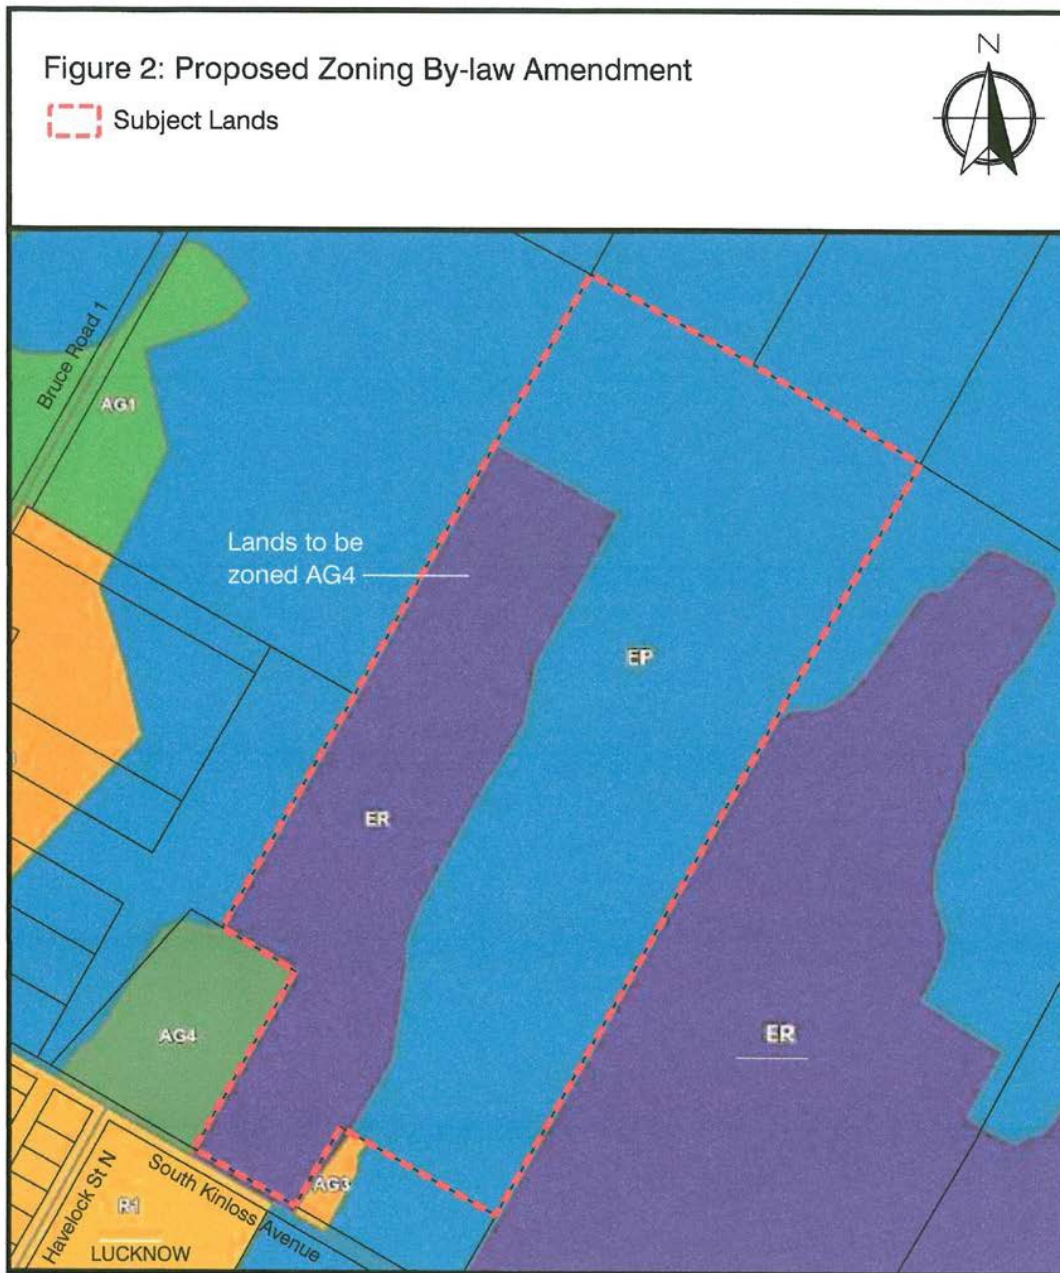 Figure 2: Proposed Zoning By-law Amendment
N
Subject Lands
Bruce Road 1
AG1
Lands to be
zoned AG4
EP
ER
AG4
ER
AG3
South Kinloss Avenue
Havelock St N
R1
LUCKNOW